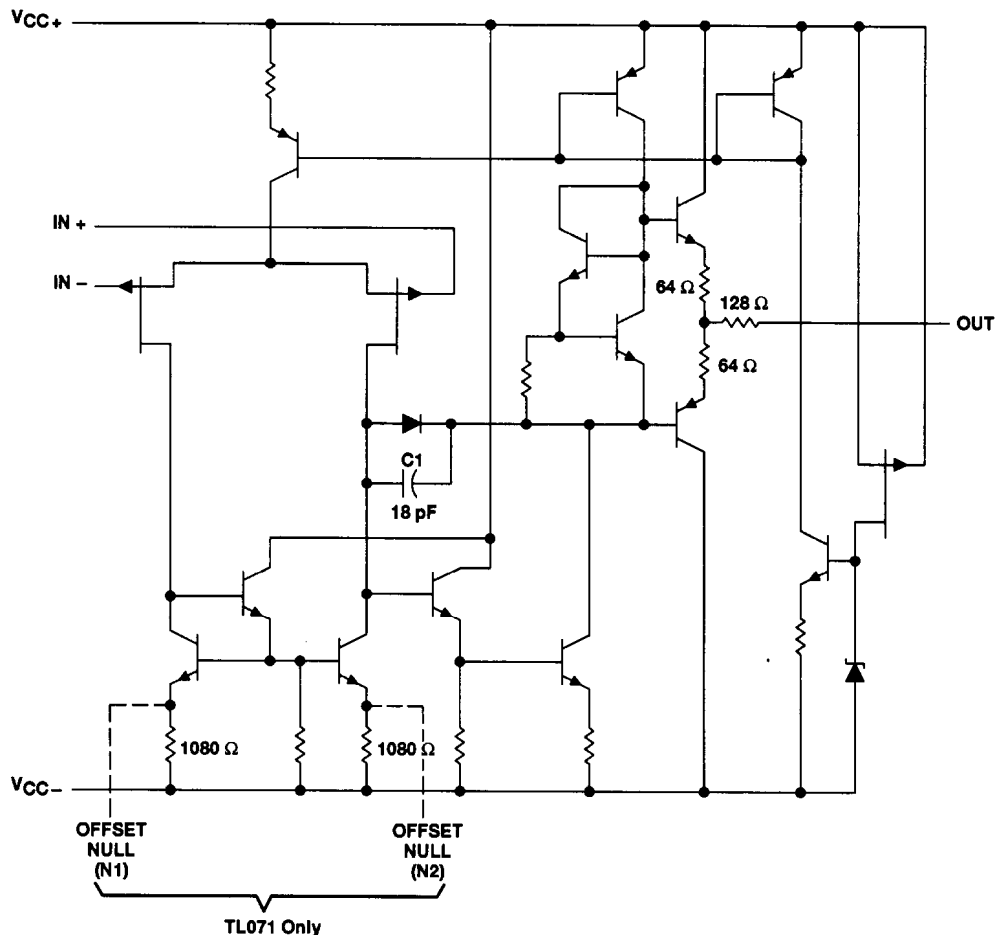 VCC+
IN +
IN –
64 Ω
128 Ω
OUT
64 Ω
C1
18 pF
1080 Ω
1080 Ω
VCC–
OFFSET
NULL
(N1)
OFFSET
NULL
(N2)
TL071 Only